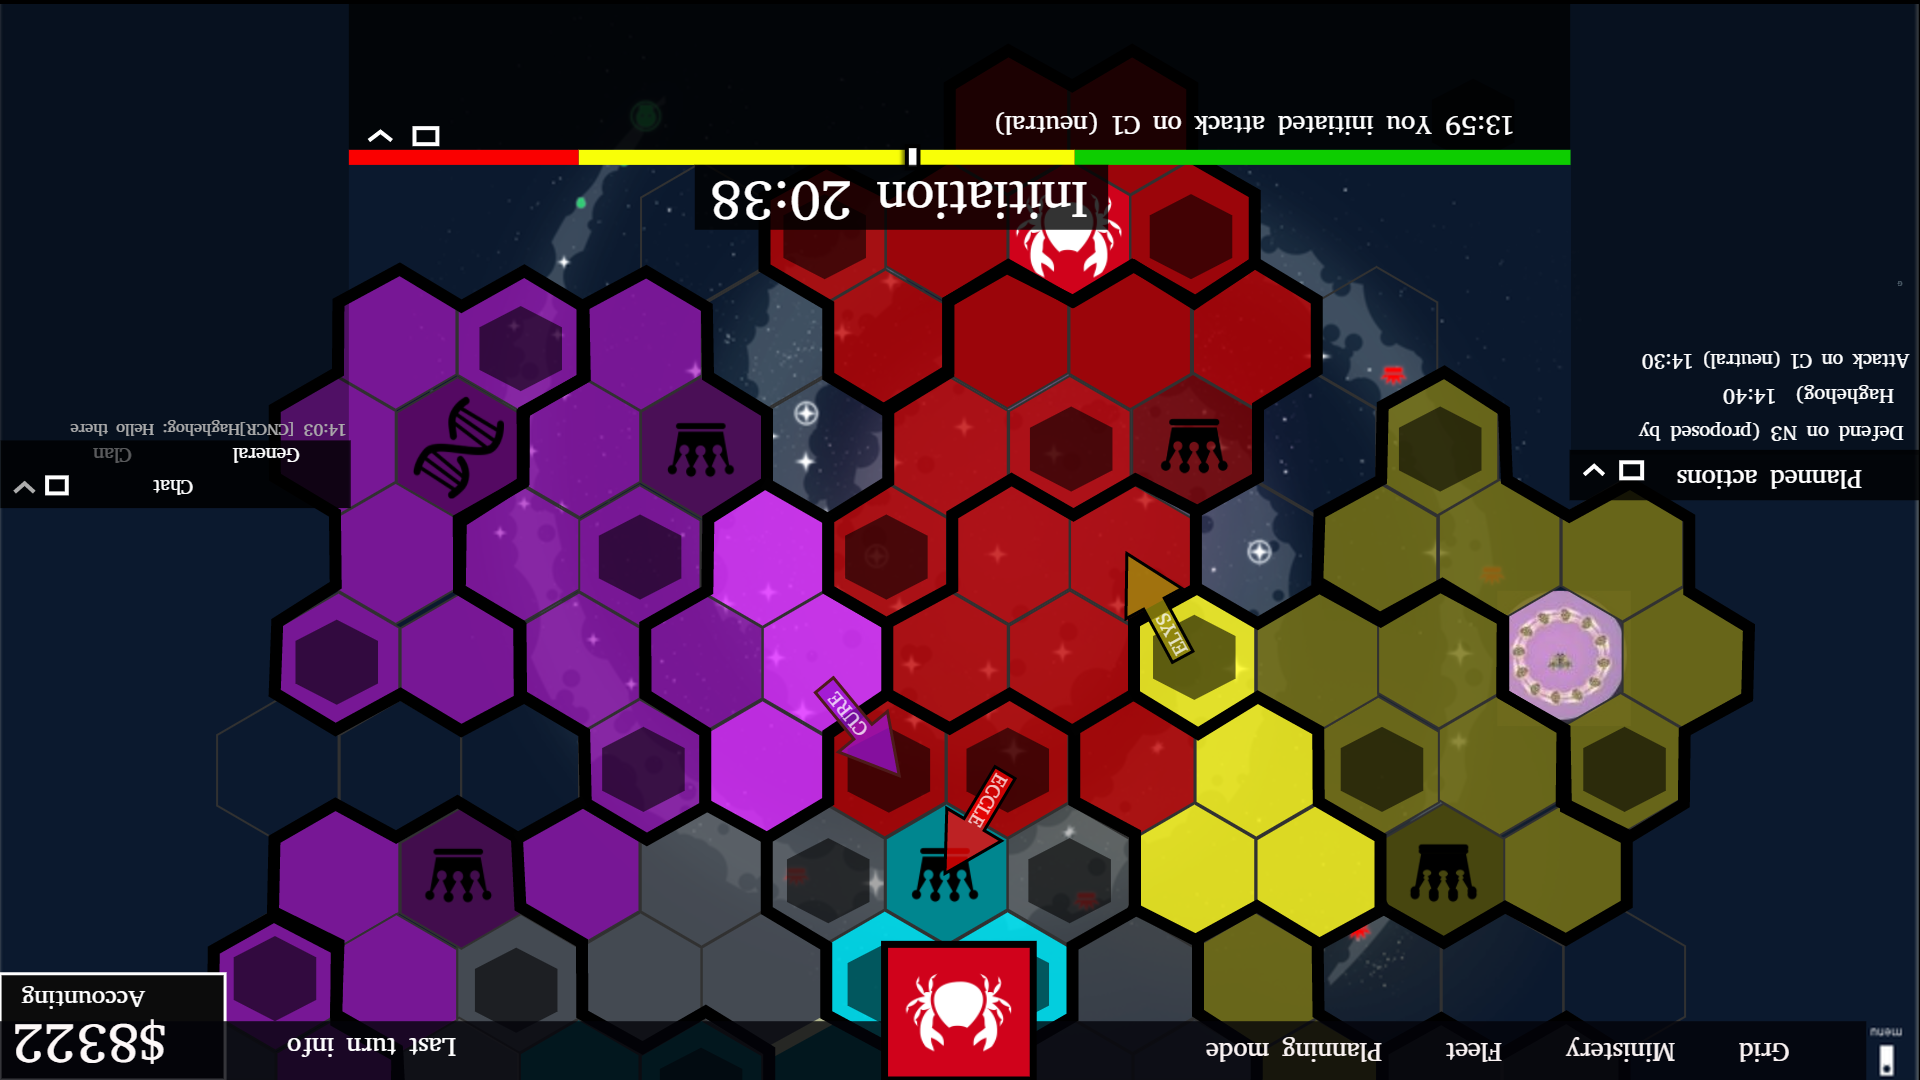 menu
Grid
Ministery
Fleet
Planning mode
Last turn info
$8322
Accounting
ECCLE
CURE
ELYS
Planned actions
Defend on N3 (proposed by
Haghehog) 14:40
Attack on C1 (neutral) 14:30
Chat
General
Clan
14:03 [CNCR]Haghehog: Hello there
Initiation 20:38
13:59 You initiated attack on C1 (neutral)